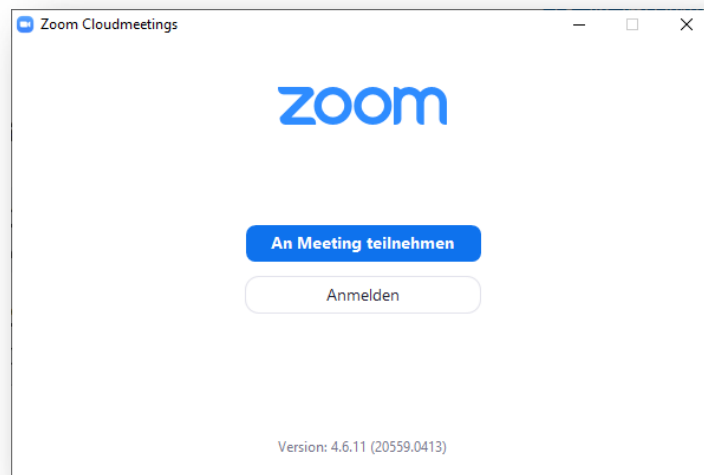 Zoom Cloudmeetings
zoom
An Meeting teilnehmen
Anmelden
Version: 4.6.11 (20559.0413)